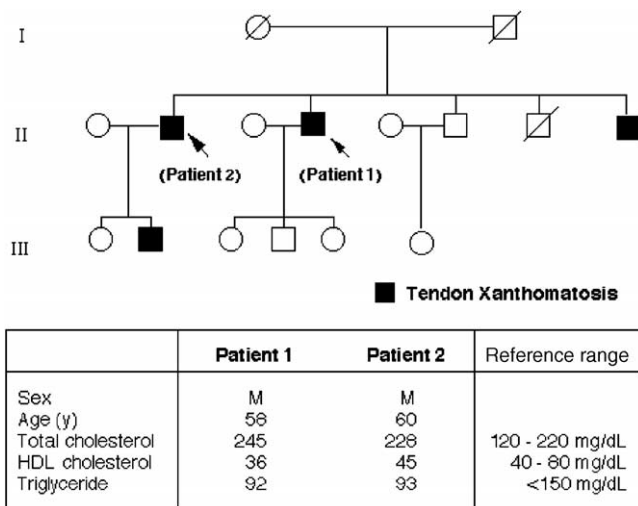 I
II
(Patient 2)
(Patient 1)
III
Tendon Xanthomatosis
Patient 1 Patient 2 Reference range
Sex M M
Age (y) 58 60
Total cholesterol 245 228 120 - 220 mg/dL
HDL cholesterol 36 45 40 - 80 mg/dL
Triglyceride 92 93 <150 mg/dL